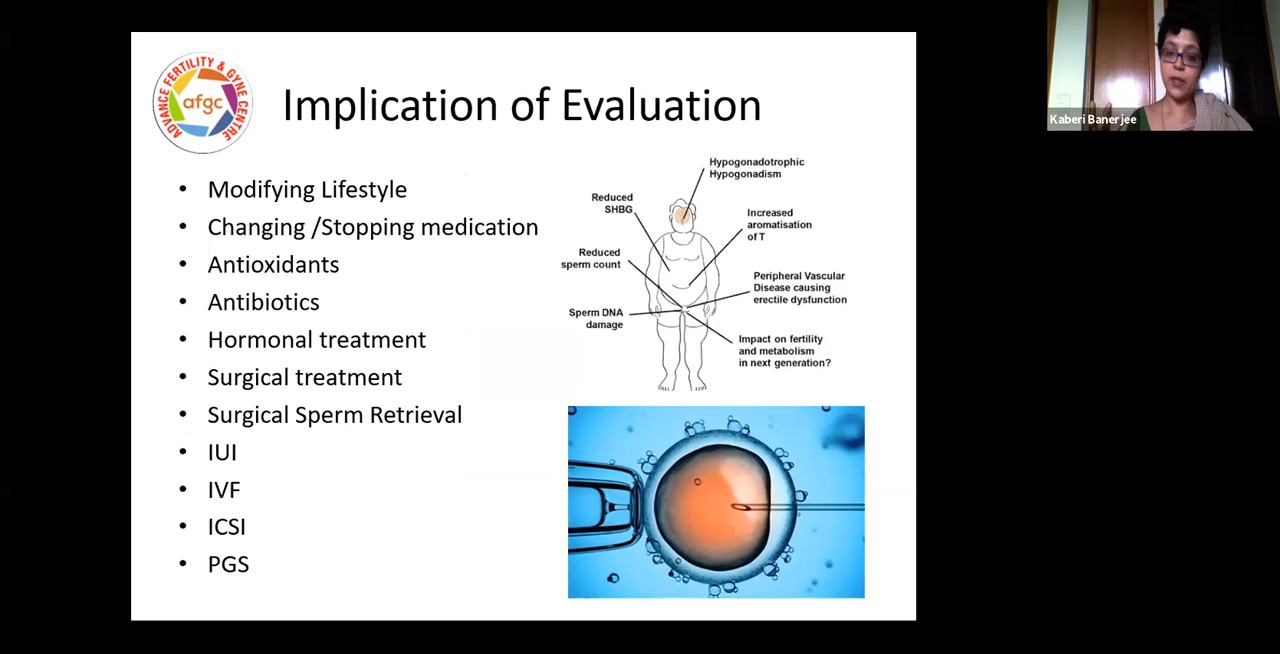 ADVANCE FERTILITY & GYNE CENTRE
afgc
Implication of Evaluation
• Modifying Lifestyle
• Changing /Stopping medication
• Antioxidants
• Antibiotics
• Hormonal treatment
• Surgical treatment
• Surgical Sperm Retrieval
• IUI
• IVF
• ICSI
• PGS
Hypogonadotrophic
Hypogonadism
Reduced
SHBG
Increased
aromatisation
of T
Reduced
sperm count
Peripheral Vascular
Disease causing
erectile dysfunction
Sperm DNA
damage
Impact on fertility
and metabolism
in next generation?
Kaberi Banerjee